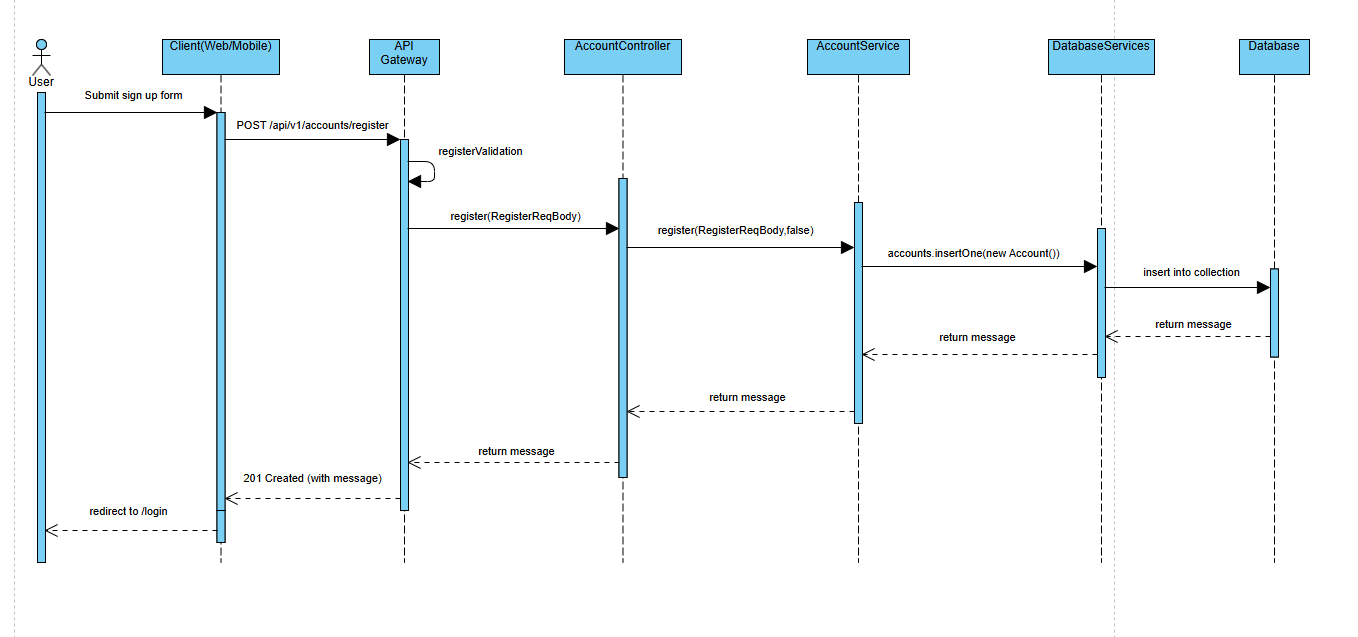 Client(Web/Mobile)
API
Gateway
AccountController
AccountService
DatabaseServices
Database
User
Submit sign up form
POST /api/v1/accounts/register
registerValidation
register(RegisterReqBody)
register(RegisterReqBody,false)
accounts.insertOne(new Account())
insert into collection
return message
return message
return message
return message
201 Created (with message)
redirect to /login